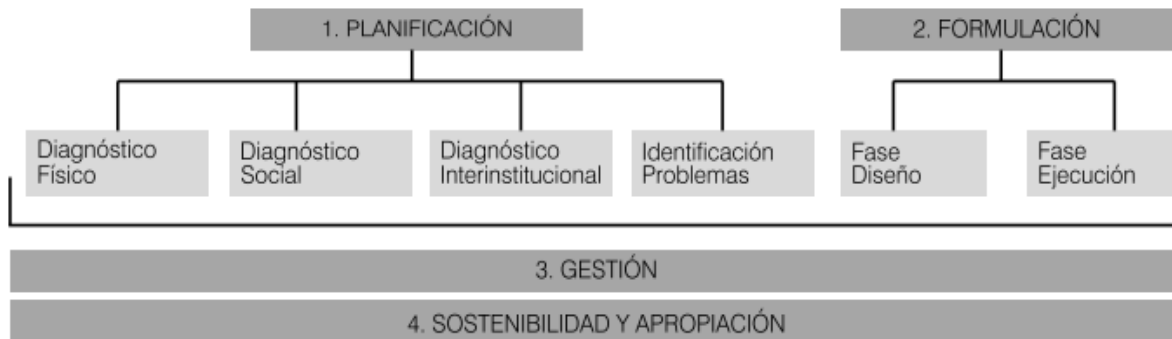 1. PLANIFICACIÓN
2. FORMULACIÓN
Diagnóstico
Físico
Diagnóstico
Social
Diagnóstico
Interinstitucional
Identificación
Problemas
Fase
Diseño
Fase
Ejecución
3. GESTIÓN
4. SOSTENIBILIDAD Y APROPIACIÓN